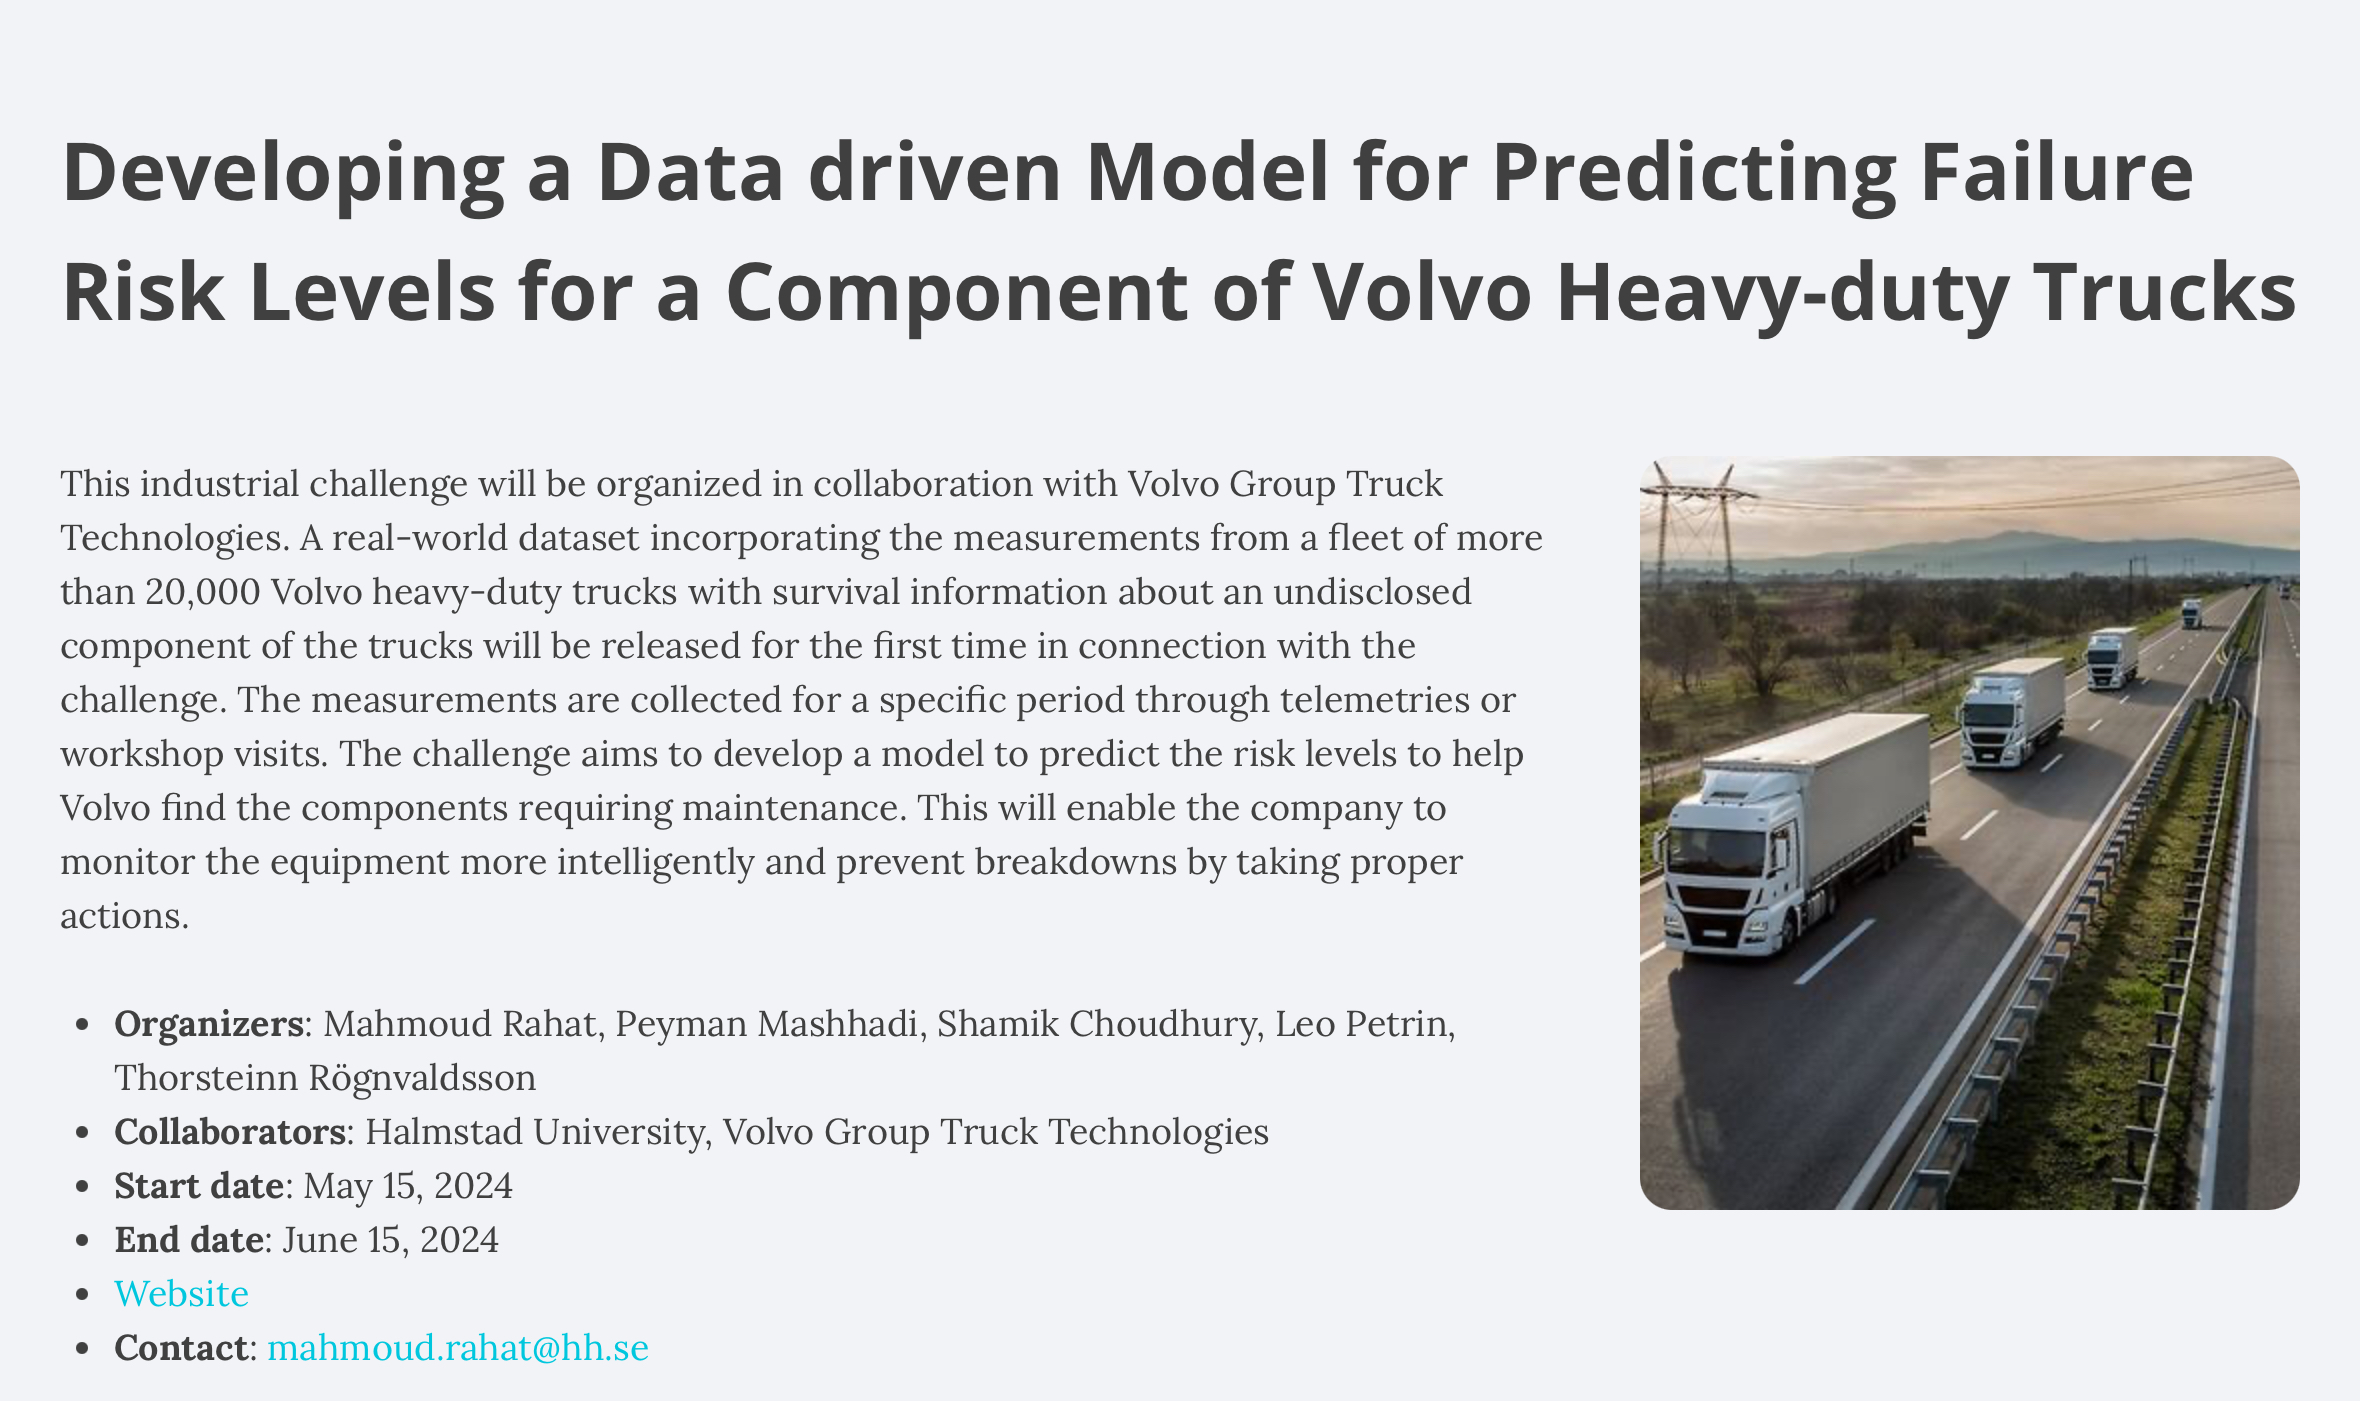 Developing a Data driven Model for Predicting Failure
Risk Levels for a Component of Volvo Heavy-duty Trucks
This industrial challenge will be organized in collaboration with Volvo Group Truck
Technologies. A real-world dataset incorporating the measurements from a fleet of more
than 20,000 Volvo heavy-duty trucks with survival information about an undisclosed
component of the trucks will be released for the first time in connection with the
challenge. The measurements are collected for a specific period through telemetries or
workshop visits. The challenge aims to develop a model to predict the risk levels to help
Volvo find the components requiring maintenance. This will enable the company to
monitor the equipment more intelligently and prevent breakdowns by taking proper
actions.
• Organizers: Mahmoud Rahat, Peyman Mashhadi, Shamik Choudhury, Leo Petrin,
Thorsteinn Rögnvaldsson
• Collaborators: Halmstad University, Volvo Group Truck Technologies
• Start date: May 15, 2024
• End date: June 15, 2024
• Website
• Contact: mahmoud.rahat@hh.se